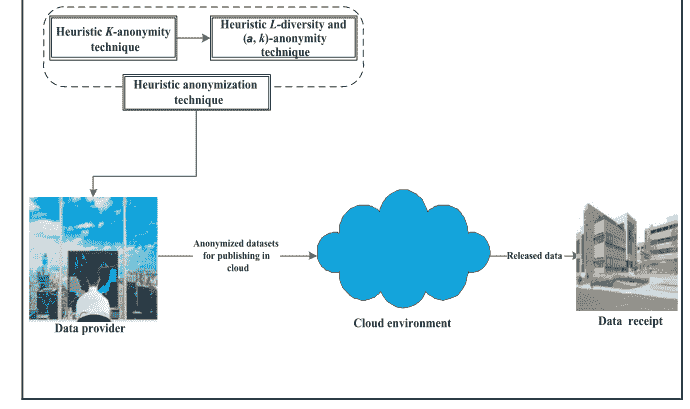 Heuristic K-anonymity
technique
Heuristic L-diversity and
(a, k)-anonymity
technique
Heuristic anonymization
technique
Anonymized datasets
for publishing in
cloud
Released data
Data provider
Cloud environment
Data receipt